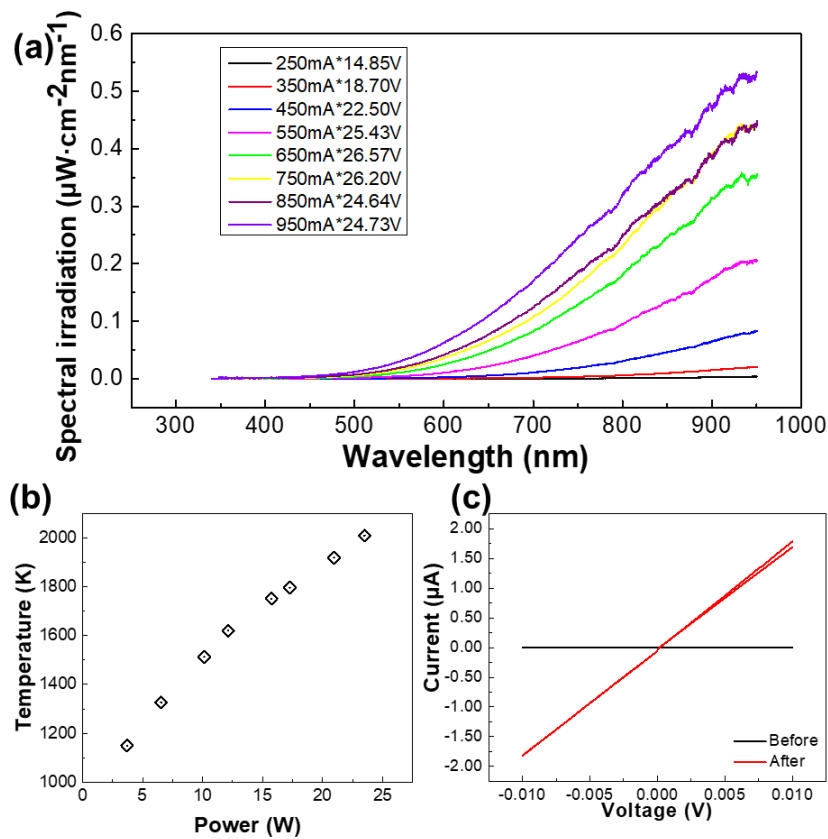 (a)
Spectral irradiation (µW·cm-2nm-1)
0.6
0.5
0.4
0.3
0.2
0.1
0.0
250mA*14.85V
350mA*18.70V
450mA*22.50V
550mA*25.43V
650mA*26.57V
750mA*26.20V
850mA*24.64V
950mA*24.73V
300 400 500 600 700 800 900 1000
Wavelength (nm)
(b)
Temperature (K)
2000
1800
1600
1400
1200
1000
0 5 10 15 20 25
Power (W)
(c)
Current (µA)
2.00
1.50
1.00
0.50
0.00
-0.50
-1.00
-1.50
-2.00
Before
After
-0.010 -0.005 0.000 0.005 0.010
Voltage (V)